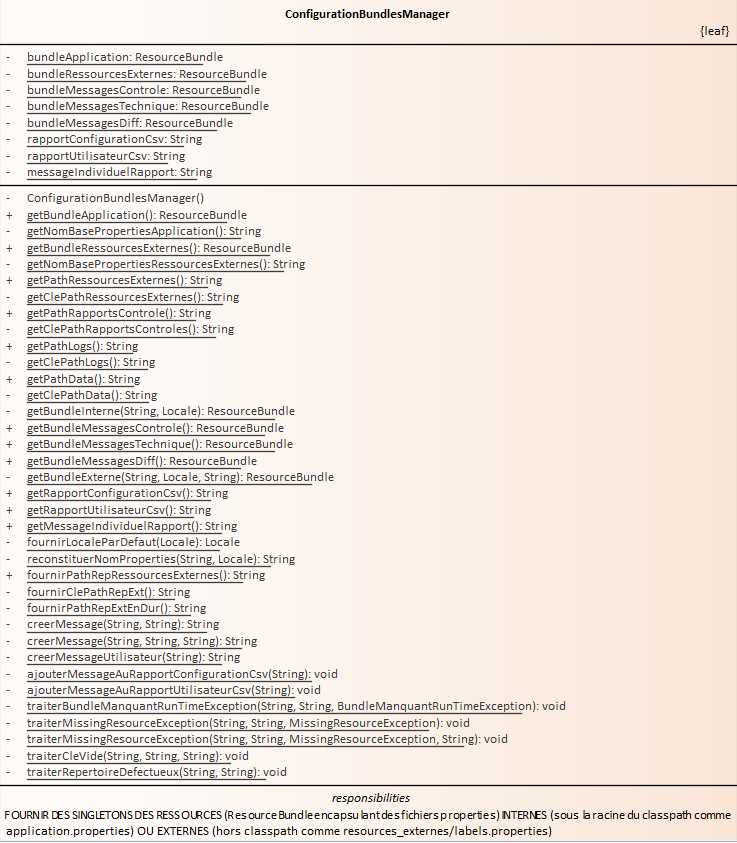 ConfigurationBundlesManager
{leaf}
- bundleApplication: ResourceBundle
- bundleRessourcesExternes: ResourceBundle
- bundleMessagesControle: ResourceBundle
- bundleMessagesTechnique: ResourceBundle
- bundleMessagesDiff: ResourceBundle
- rapportConfigurationCsv: String
- rapportUtilisateurCsv: String
- messageIndividuelRapport: String
- ConfigurationBundlesManager()
+ getBundleApplication(): ResourceBundle
- getNomBasePropertiesApplication(): String
+ getBundleRessourcesExternes(): ResourceBundle
- getNomBasePropertiesRessourcesExternes(): String
+ getPathRessourcesExternes(): String
- getClePathRessourcesExternes(): String
+ getPathRapportsControle(): String
- getClePathRapportsControles(): String
+ getPathLogs(): String
- getClePathLogs(): String
+ getPathData(): String
- getClePathData(): String
- getBundleInterne(String, Locale): ResourceBundle
+ getBundleMessagesControle(): ResourceBundle
+ getBundleMessagesTechnique(): ResourceBundle
+ getBundleMessagesDiff(): ResourceBundle
- getBundleExterne(String, Locale, String): ResourceBundle
+ getRapportConfigurationCsv(): String
+ getRapportUtilisateurCsv(): String
+ getMessageIndividuelRapport(): String
- fournirLocaleParDefaut(Locale): Locale
- reconstituerNomProperties(String, Locale): String
+ fournirPathRepRessourcesExternes(): String
- fournirClePathRepExt(): String
- fournirPathRepExtEnDur(): String
- creerMessage(String, String): String
- creerMessage(String, String, String): String
- creerMessageUtilisateur(String): String
- ajouterMessageAuRapportConfigurationCsv(String): void
- ajouterMessageAuRapportUtilisateurCsv(String): void
- traiterBundleManquantRunTimeException(String, String, BundleManquantRunTimeException): void
- traiterMissingResourceException(String, String, MissingResourceException): void
- traiterMissingResourceException(String, String, MissingResourceException, String): void
- traiterCleVide(String, String, String): void
- traiterRepertoireDefectueux(String, String): void
responsibilities
FOURNIR DES SINGLETONS DES RESSOURCES (ResourceBundle encapsulant des fichiers properties) INTERNES (sous la racine du classpath comme
application.properties) OU EXTERNES (hors classpath comme resources_externes/labels.properties)